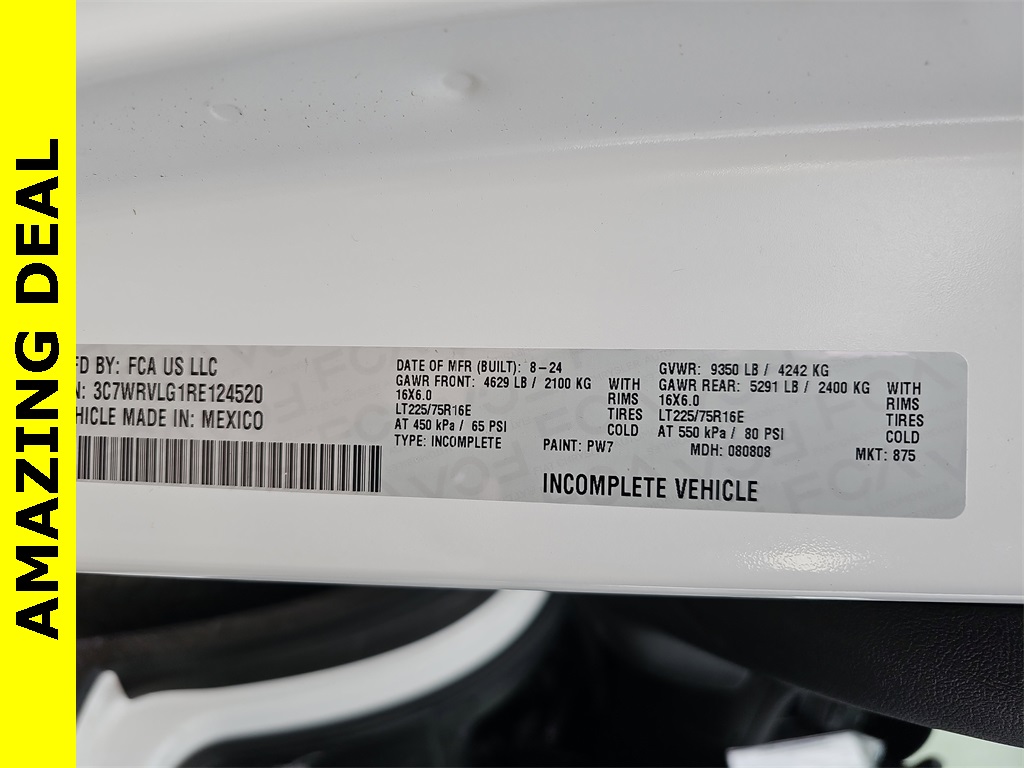 AMAZING DEAL
FD BY: FCA US LLC
N: 3C7WRVLG1RE124520
HICLE MADE IN: MEXICO
DATE OF MFR (BUILT): 8-24
GAWR FRONT: 4629 LB / 2100 KG WITH
16X6.0 RIMS
LT225/75R16E TIRES
AT 450 kPa / 65 PSI COLD
TYPE: INCOMPLETE PAINT: PW7
GVWR: 9350 LB / 4242 KG
GAWR REAR: 5291 LB / 2400 KG WITH
16X6.0 RIMS
LT225/75R16E TIRES
AT 550 kPa / 80 PSI COLD
MDH: 080808 MKT: 875
INCOMPLETE VEHICLE